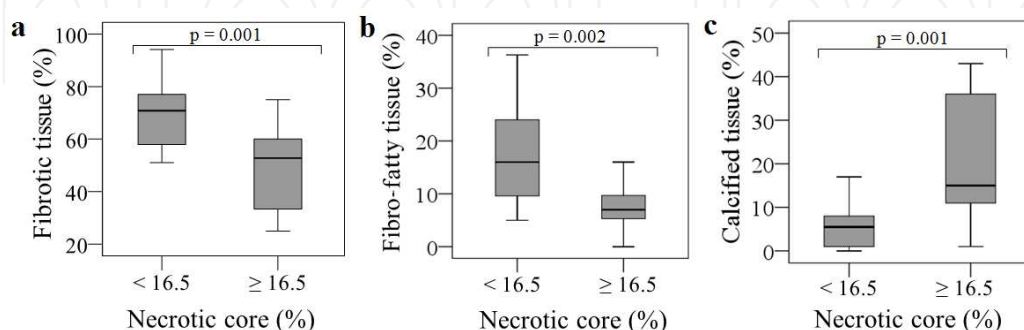 a
p = 0.001
Fibrotic tissue (%)
100
80
60
40
20
< 16.5
≥ 16.5
Necrotic core (%)
b
p = 0.002
Fibro-fatty tissue (%)
40
30
20
10
0
< 16.5
≥ 16.5
Necrotic core (%)
c
p = 0.001
Calcified tissue (%)
50
40
30
20
10
0
< 16.5
≥ 16.5
Necrotic core (%)